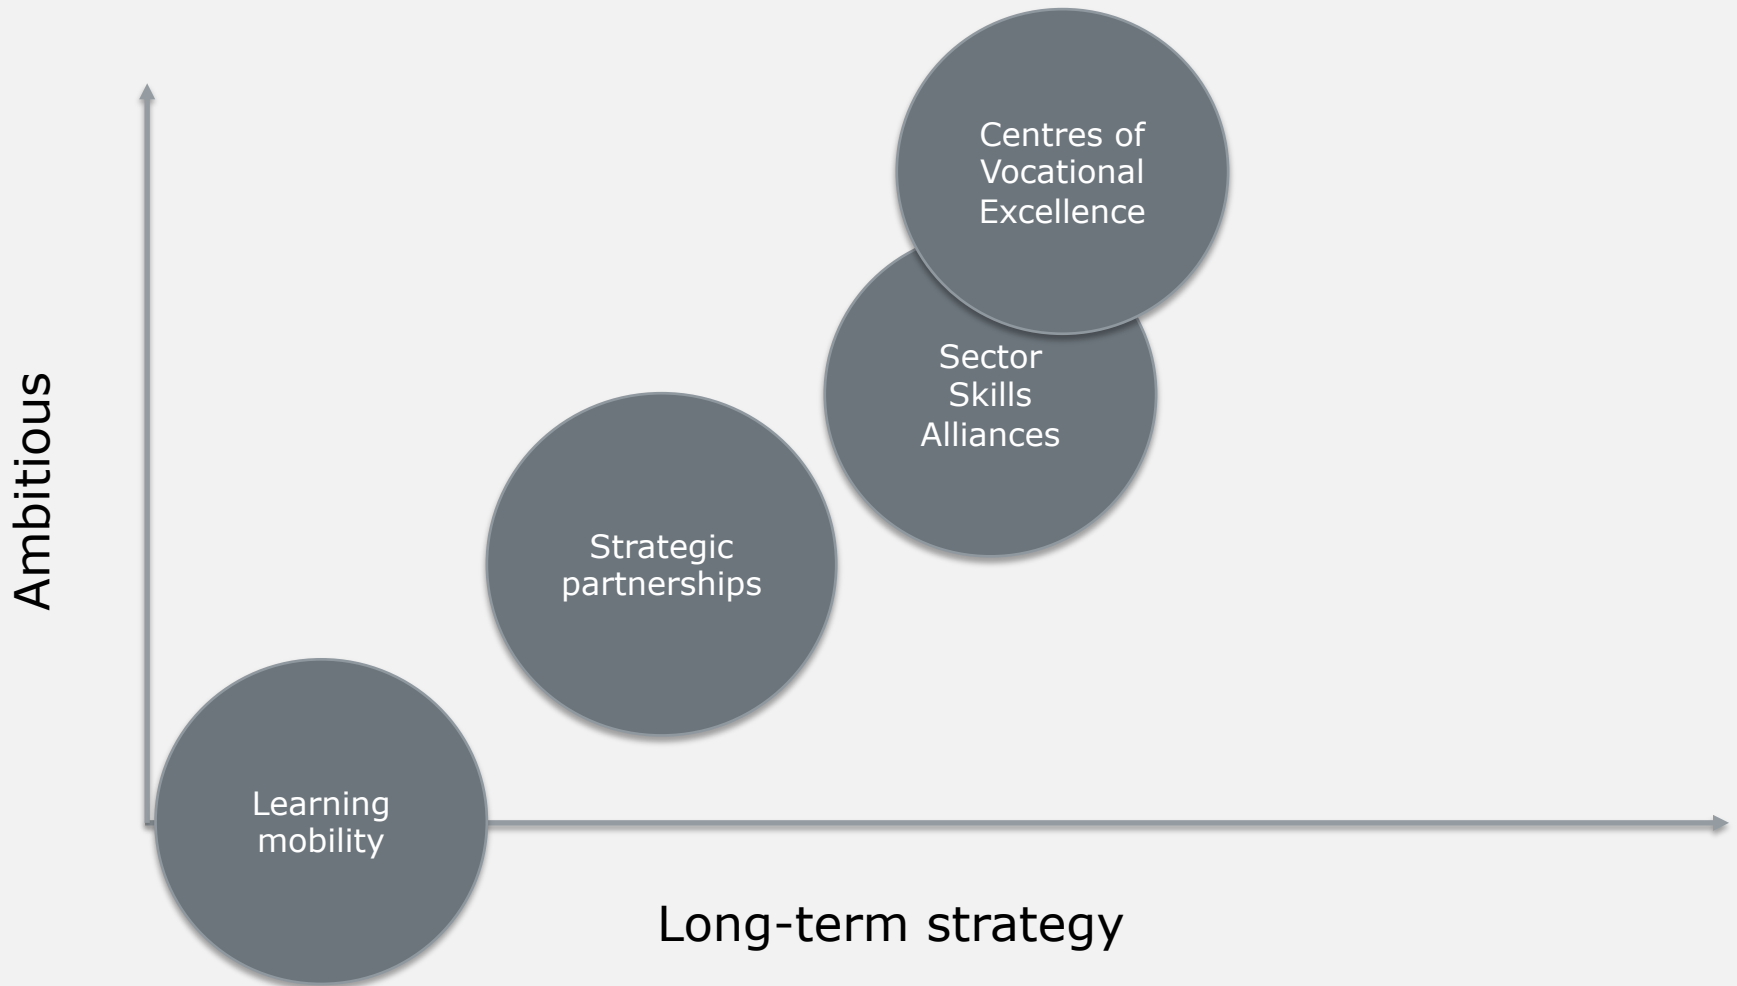 Centres of
Vocational
Excellence
Sector
Skills
Alliances
Strategic
partnerships
Learning
mobility
Ambitious
Long-term strategy